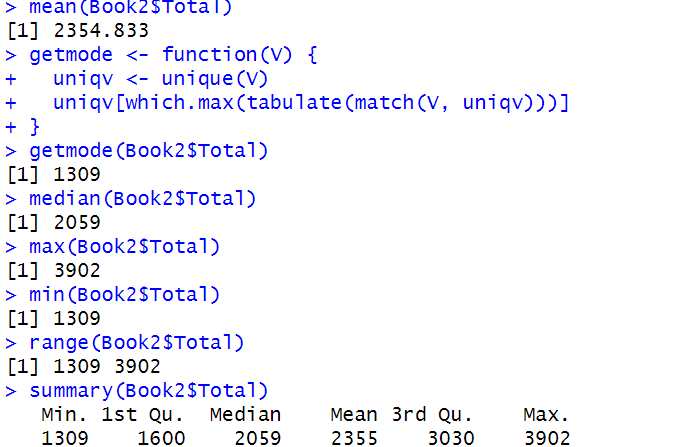 > mean(Book2$Total)
[1] 2354.833
> getmode <- function(V) {
+   uniqv <- unique(V)
+   uniqv[which.max(tabulate(match(V, uniqv)))]
+ }
> getmode(Book2$Total)
[1] 1309
> median(Book2$Total)
[1] 2059
> max(Book2$Total)
[1] 3902
> min(Book2$Total)
[1] 1309
> range(Book2$Total)
[1] 1309 3902
> summary(Book2$Total)
   Min. 1st Qu.  Median    Mean 3rd Qu.    Max.
   1309    1600    2059    2355    3030    3902